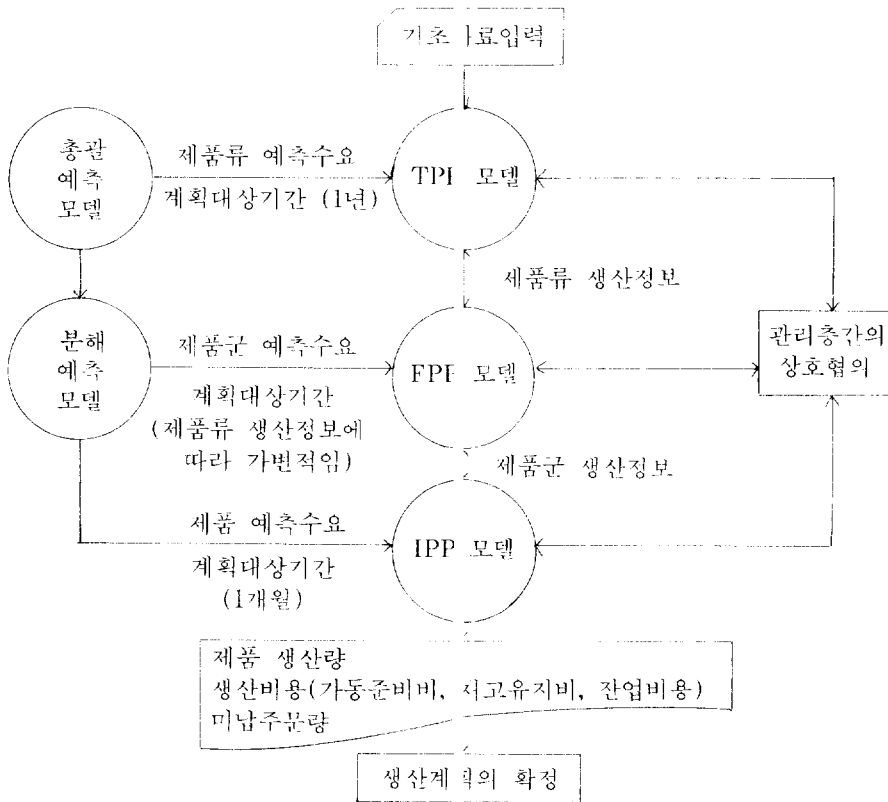 기초 자료입력
총괄
예측
모델
제품류 예측수요
계획대상기간 (1년)
TPP 모델
제품류 생산정보
분해
예측
모델
제품군 예측수요
계획대상기간
(제품류 생산정보에
따라 가변적임)
FPP 모델
관리층간의
상호협의
제품군 생산정보
제품 예측수요
계획대상기간
(1개월)
IPP 모델
제품 생산량
생산비용(가동준비비, 재고유지비, 잔업비용)
미납주문량
생산계획의 확정